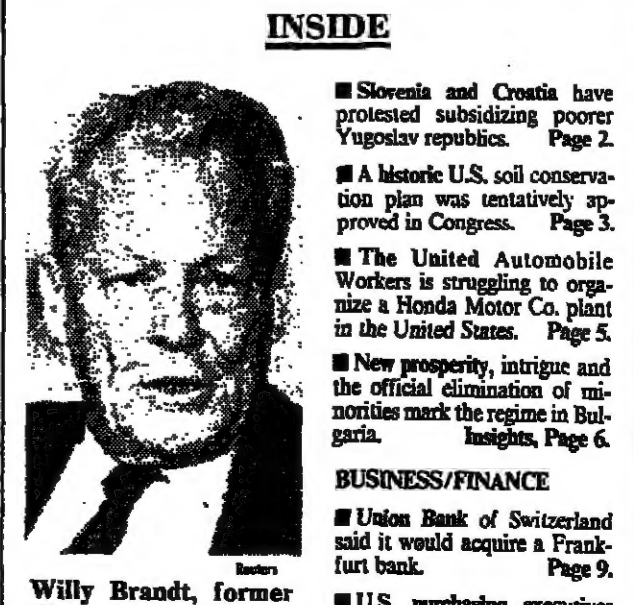 INSIDE
Reuters
Willy Brandt, former
■ Slovenia and Croatia have
protested subsidizing poorer
Yugoslav republics. Page 2.
■ A historic U.S. soil conserva-
tion plan was tentatively ap-
proved in Congress. Page 3.
■ The United Automobile
Workers is struggling to orga-
nize a Honda Motor Co. plant
in the United States. Page 5.
■ New prosperity, intrigue and
the official elimination of mi-
norities mark the regime in Bul-
garia. Insights, Page 6.
BUSINESS/FINANCE
■ Union Bank of Switzerland
said it would acquire a Frank-
furt bank. Page 9.
■ U.S. purchasing executives